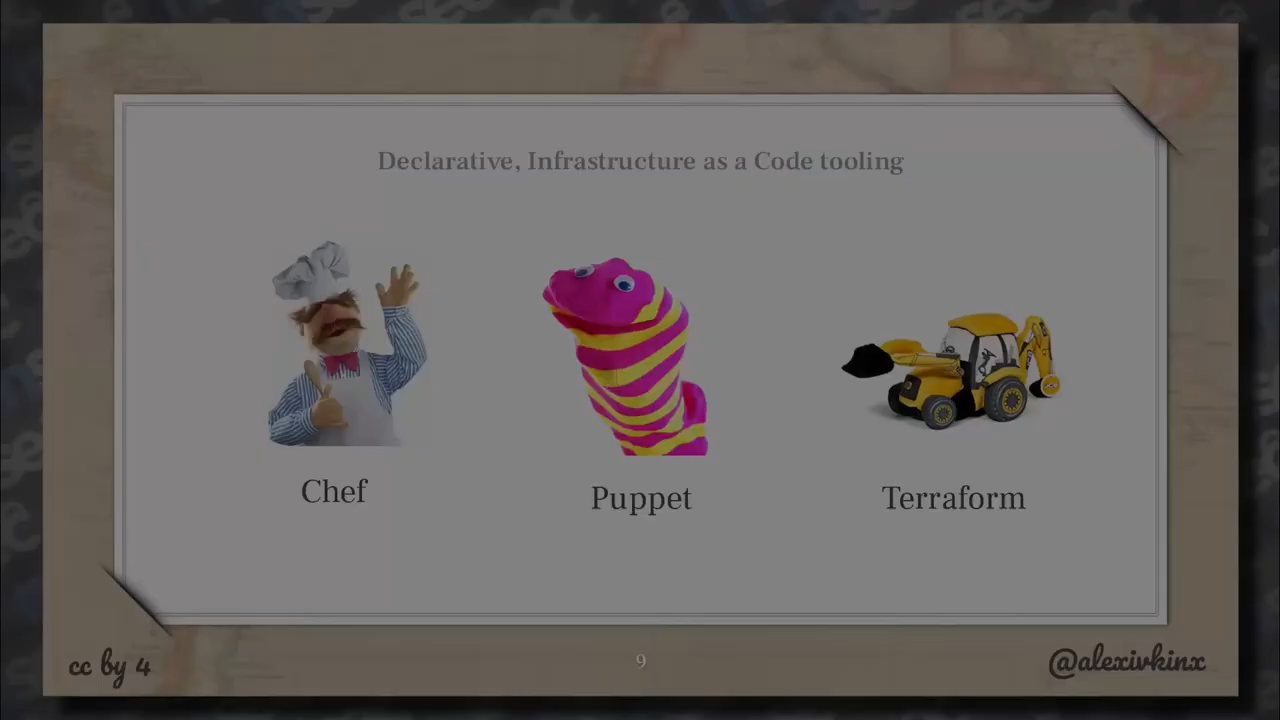 Declarative, Infrastructure as a Code tooling
Chef
Puppet
Terraform
cc by 4
9
@alexivkinx